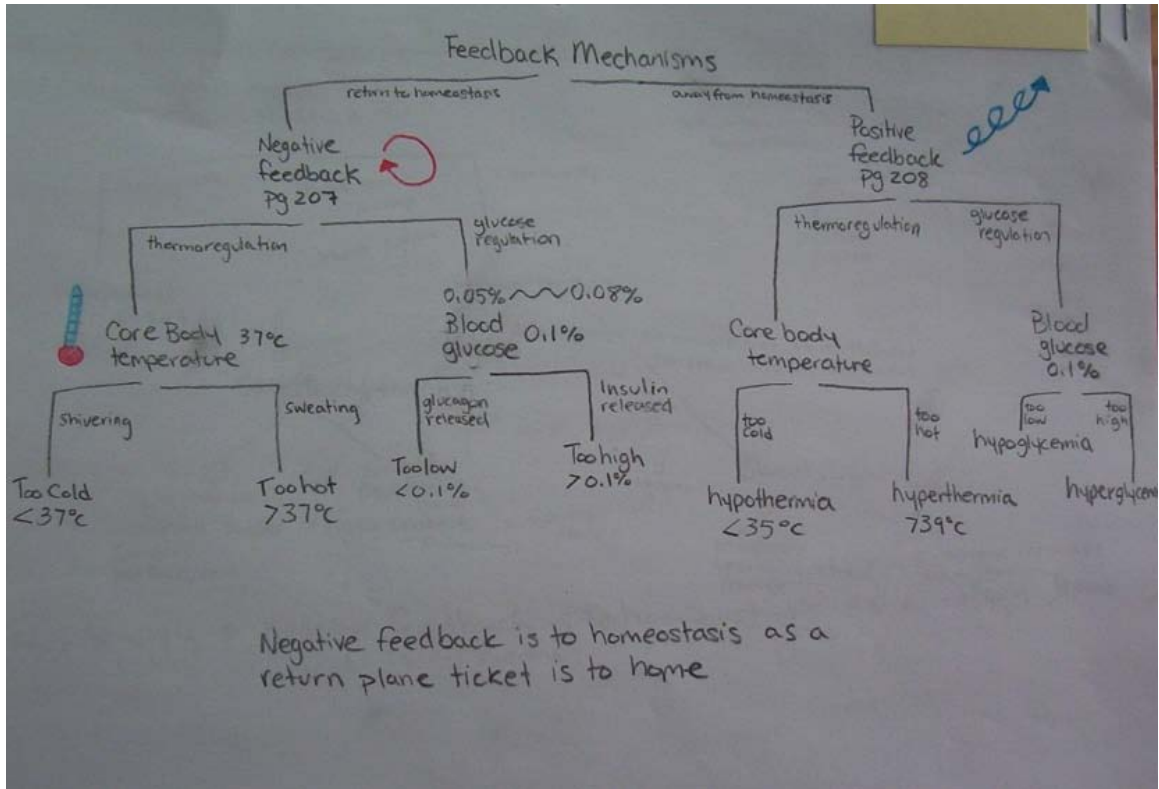 Feedback Mechanisms
return to homeostasis
away from homeostasis
Negative
feedback
pg 207
Positive
feedback
pg 208
thermoregulation
glucose
regulation
thermoregulation
glucose
regulation
0.05%~~0.08%
Core Body 37°C
temperature
Blood
glucose 0.1%
Core body
temperature
Blood
glucose
0.1%
shivering
sweating
glucagon
released
Insulin
released
too
cold
too
hot
too
low
too
high
Too Cold
<37°C
Too hot
>37°C
Too low
<0.1%
Too high
>0.1%
hypothermia
<35°C
hyperthermia
>39°C
hypoglycemia
hyperglycem
Negative feedback is to homeostasis as a
return plane ticket is to home